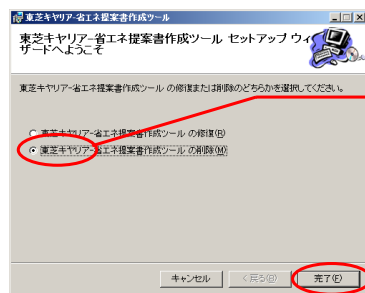 東芝キヤリア-省エネ提案書作成ツール
東芝キヤリア-省エネ提案書作成ツール セットアップ ウィ
ザードへようこそ
東芝キヤリア-省エネ提案書作成ツール の修復または削除のどちらかを選択してください。
東芝キヤリア-省エネ提案書作成ツール の修復(R)
東芝キヤリア-省エネ提案書作成ツール の削除(M)
キャンセル
< 戻る(B)
完了(F)